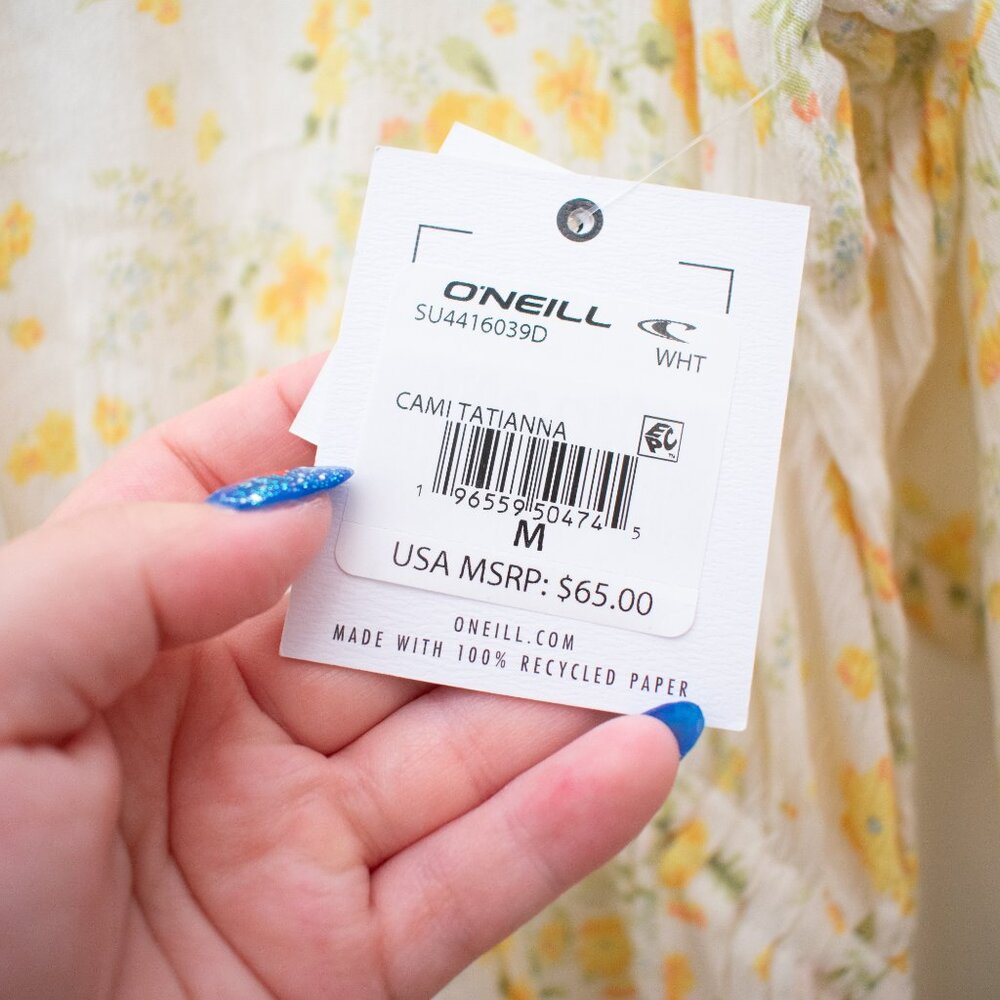 O'NEILL
SU4416039D
WHT
CAMI TATIANNA
EPC™
1 96559 50474 5
M
USA MSRP: $65.00
ONEILL.COM
MADE WITH 100% RECYCLED PAPER